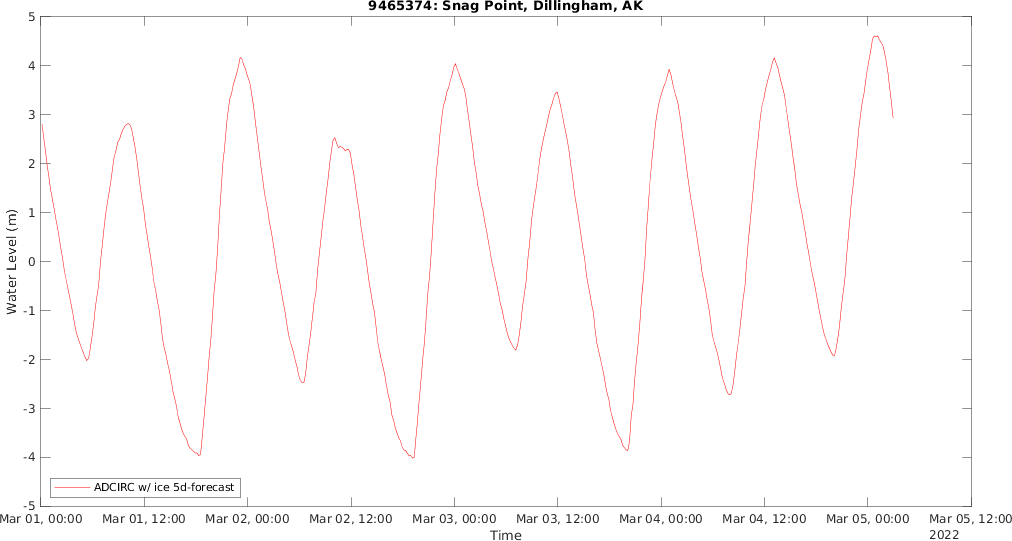 9465374: Snag Point, Dillingham, AK
5
4
3
2
1
0
-1
-2
-3
-4
-5
Water Level (m)
ADCIRC w/ ice 5d-forecast
Mar 01, 00:00 Mar 01, 12:00 Mar 02, 00:00 Mar 02, 12:00 Mar 03, 00:00 Mar 03, 12:00 Mar 04, 00:00 Mar 04, 12:00 Mar 05, 00:00 Mar 05, 12:00
Time
2022